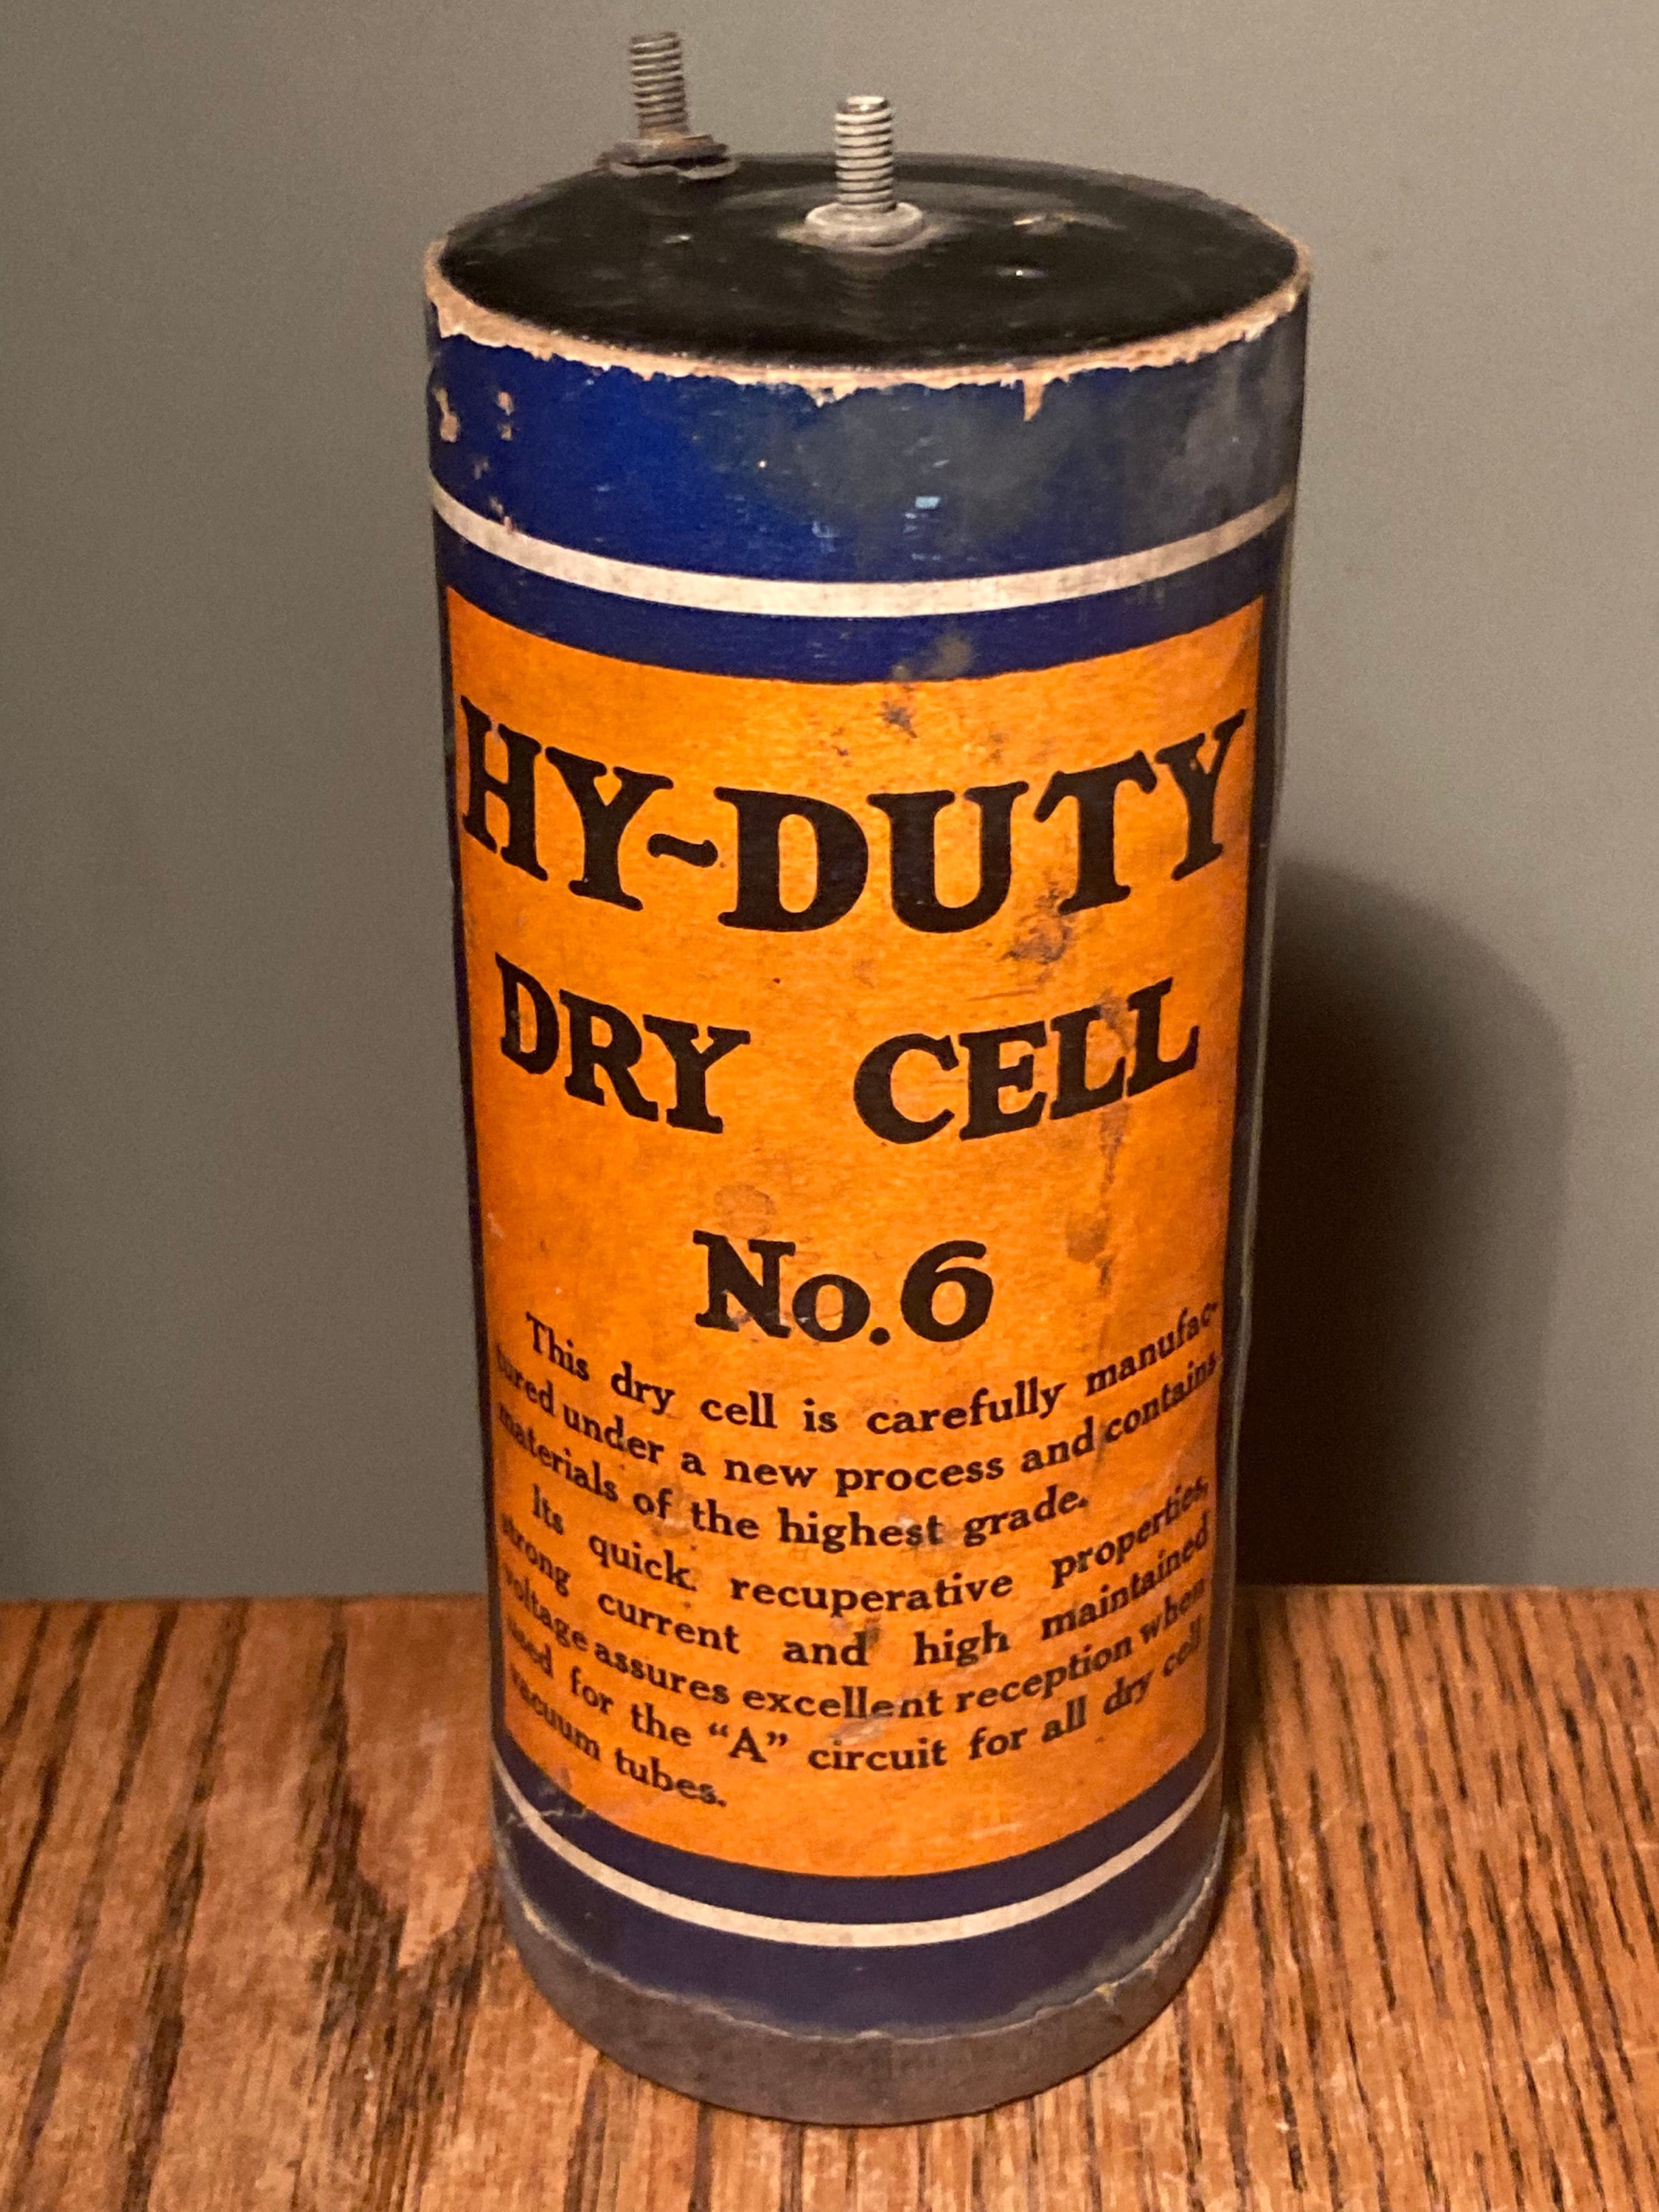 HY-DUTY
DRY CELL
No. 6
This dry cell is carefully manufac-
tured under a new process and contains
materials of the highest grade.
Its quick recuperative properties,
strong current and high maintained
voltage assures excellent reception when
used for the “A” circuit for all dry cell
vacuum tubes.